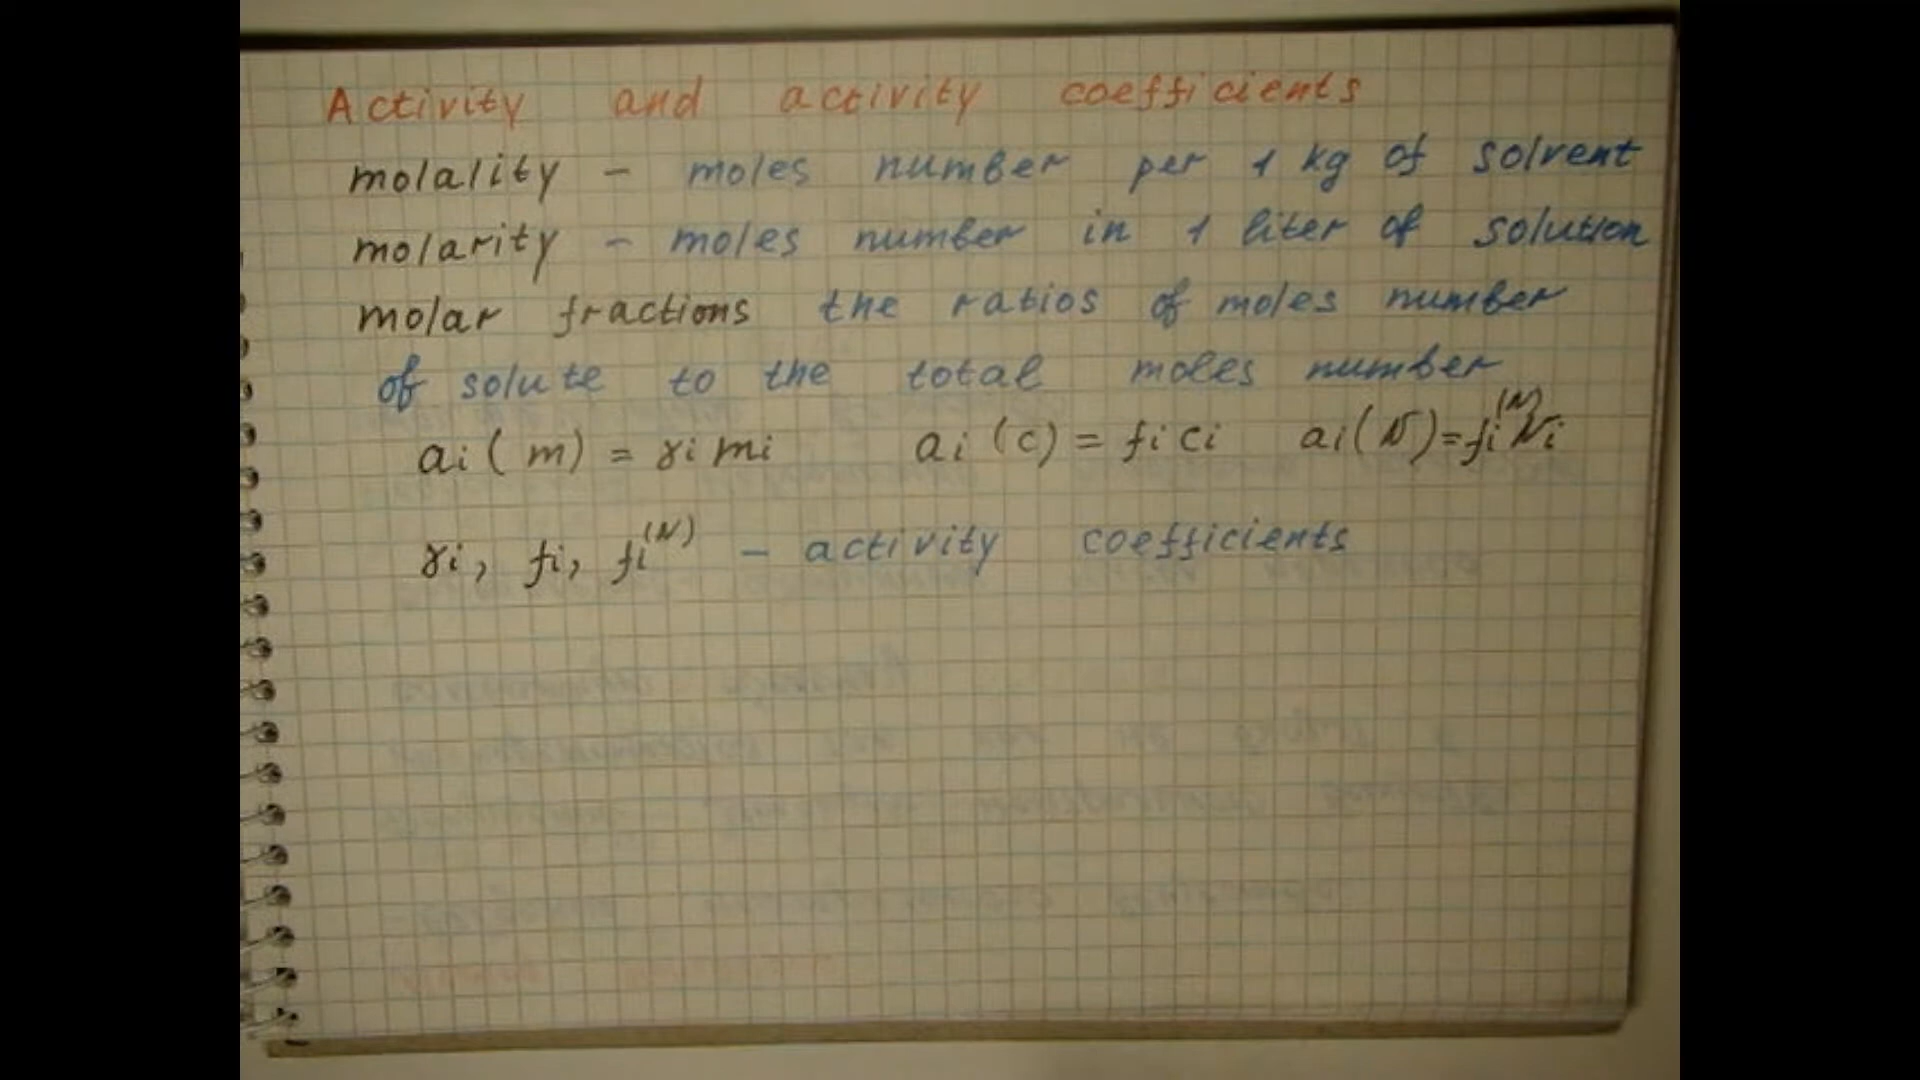 Activity and activity coefficients
molality - moles number per 1 kg of solvent
molarity - moles number in 1 liter of solution
molar fractions the ratios of moles number
of solute to the total moles number
ai(m) = γi mi ai(c) = fi ci ai(N) = fi^(N) Ni
γi, fi, fi^(N) - activity coefficients